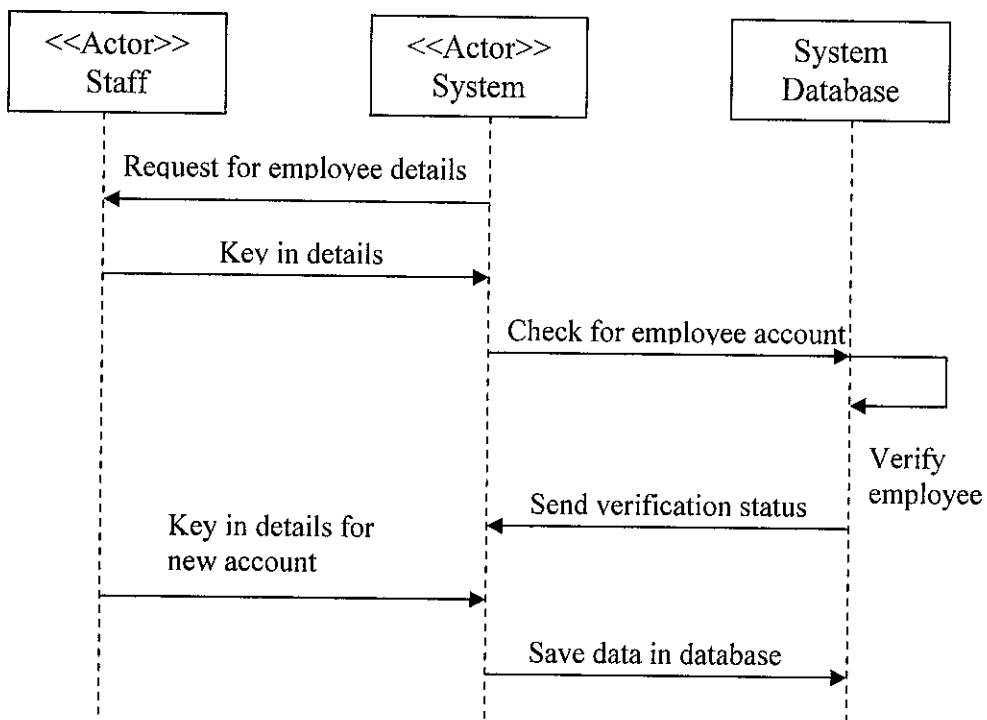 <<Actor>>
Staff
<<Actor>>
System
System
Database
Request for employee details
Key in details
Check for employee account
Verify
employee
Send verification status
Key in details for
new account
Save data in database